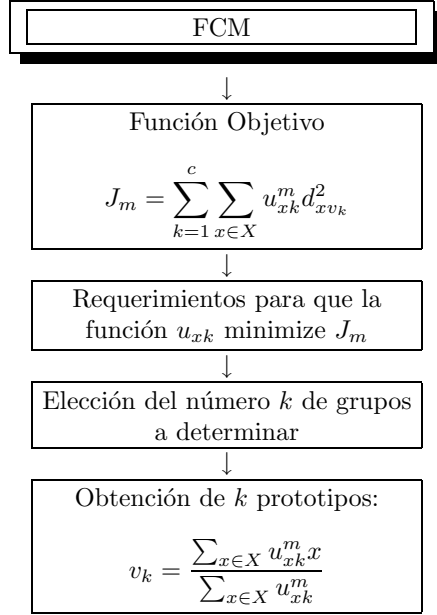 FCM
↓
Función Objetivo
$J_m = \sum_{k=1}^{c} \sum_{x \in X} u_{xk}^m d_{xv_k}^2$
↓
Requerimientos para que la
función $u_{xk}$ minimize $J_m$
↓
Elección del número $k$ de grupos
a determinar
↓
Obtención de $k$ prototipos:
$v_k = \frac{\sum_{x \in X} u_{xk}^m x}{\sum_{x \in X} u_{xk}^m}$